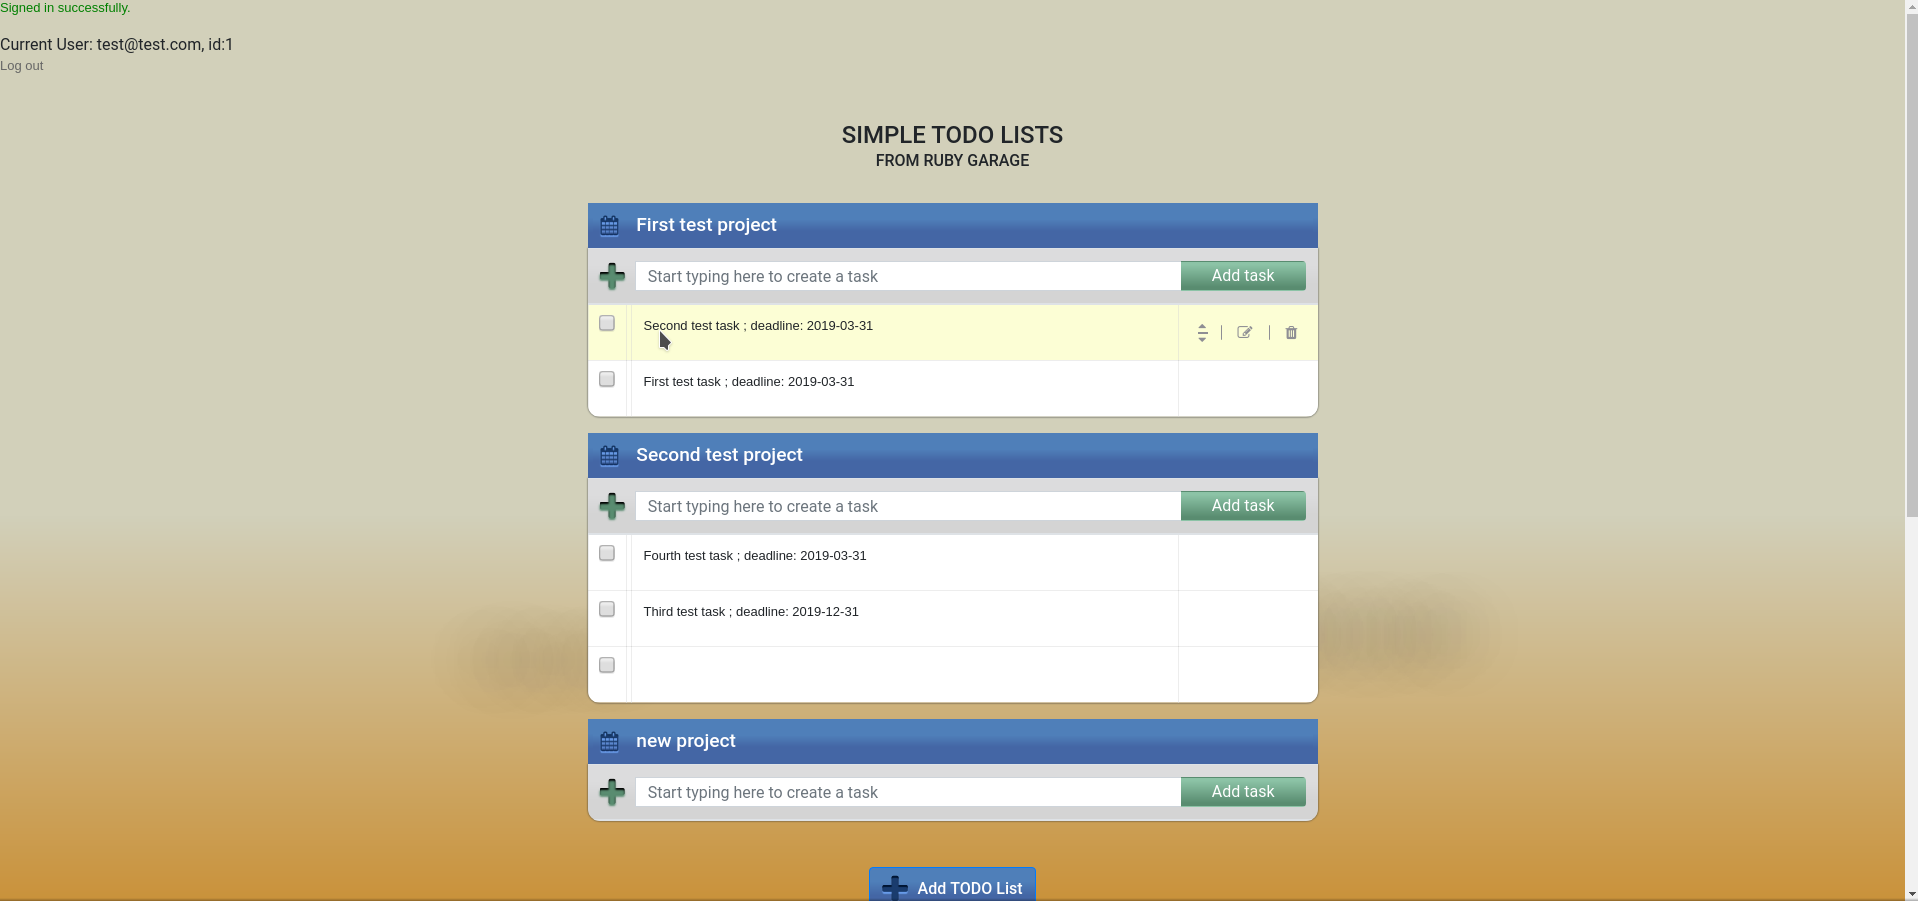 Signed in successfully.
Current User: test@test.com, id:1
Log out
SIMPLE TODO LISTS
FROM RUBY GARAGE
First test project
Start typing here to create a task
Add task
Second test task ; deadline: 2019-03-31
First test task ; deadline: 2019-03-31
Second test project
Start typing here to create a task
Add task
Fourth test task ; deadline: 2019-03-31
Third test task ; deadline: 2019-12-31
new project
Start typing here to create a task
Add task
Add TODO List